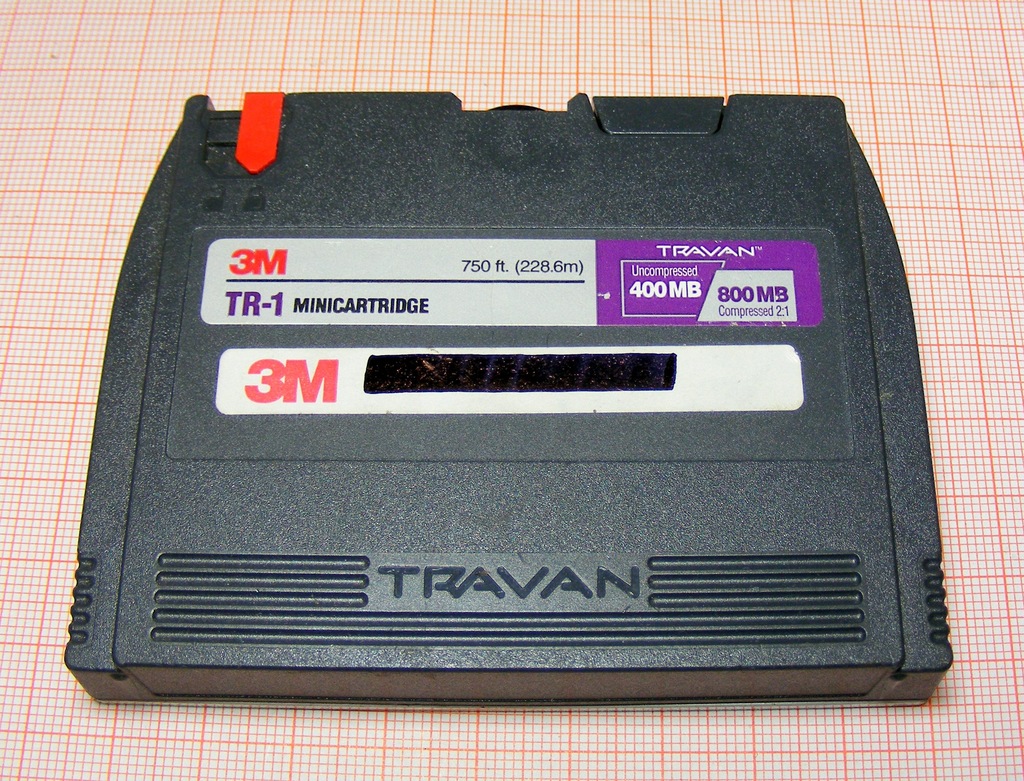 3M 750 ft. (228.6m)
TR-1 MINICARTRIDGE
TRAVAN™
Uncompressed
400 MB
800 MB
Compressed 2:1
3M
TRAVAN